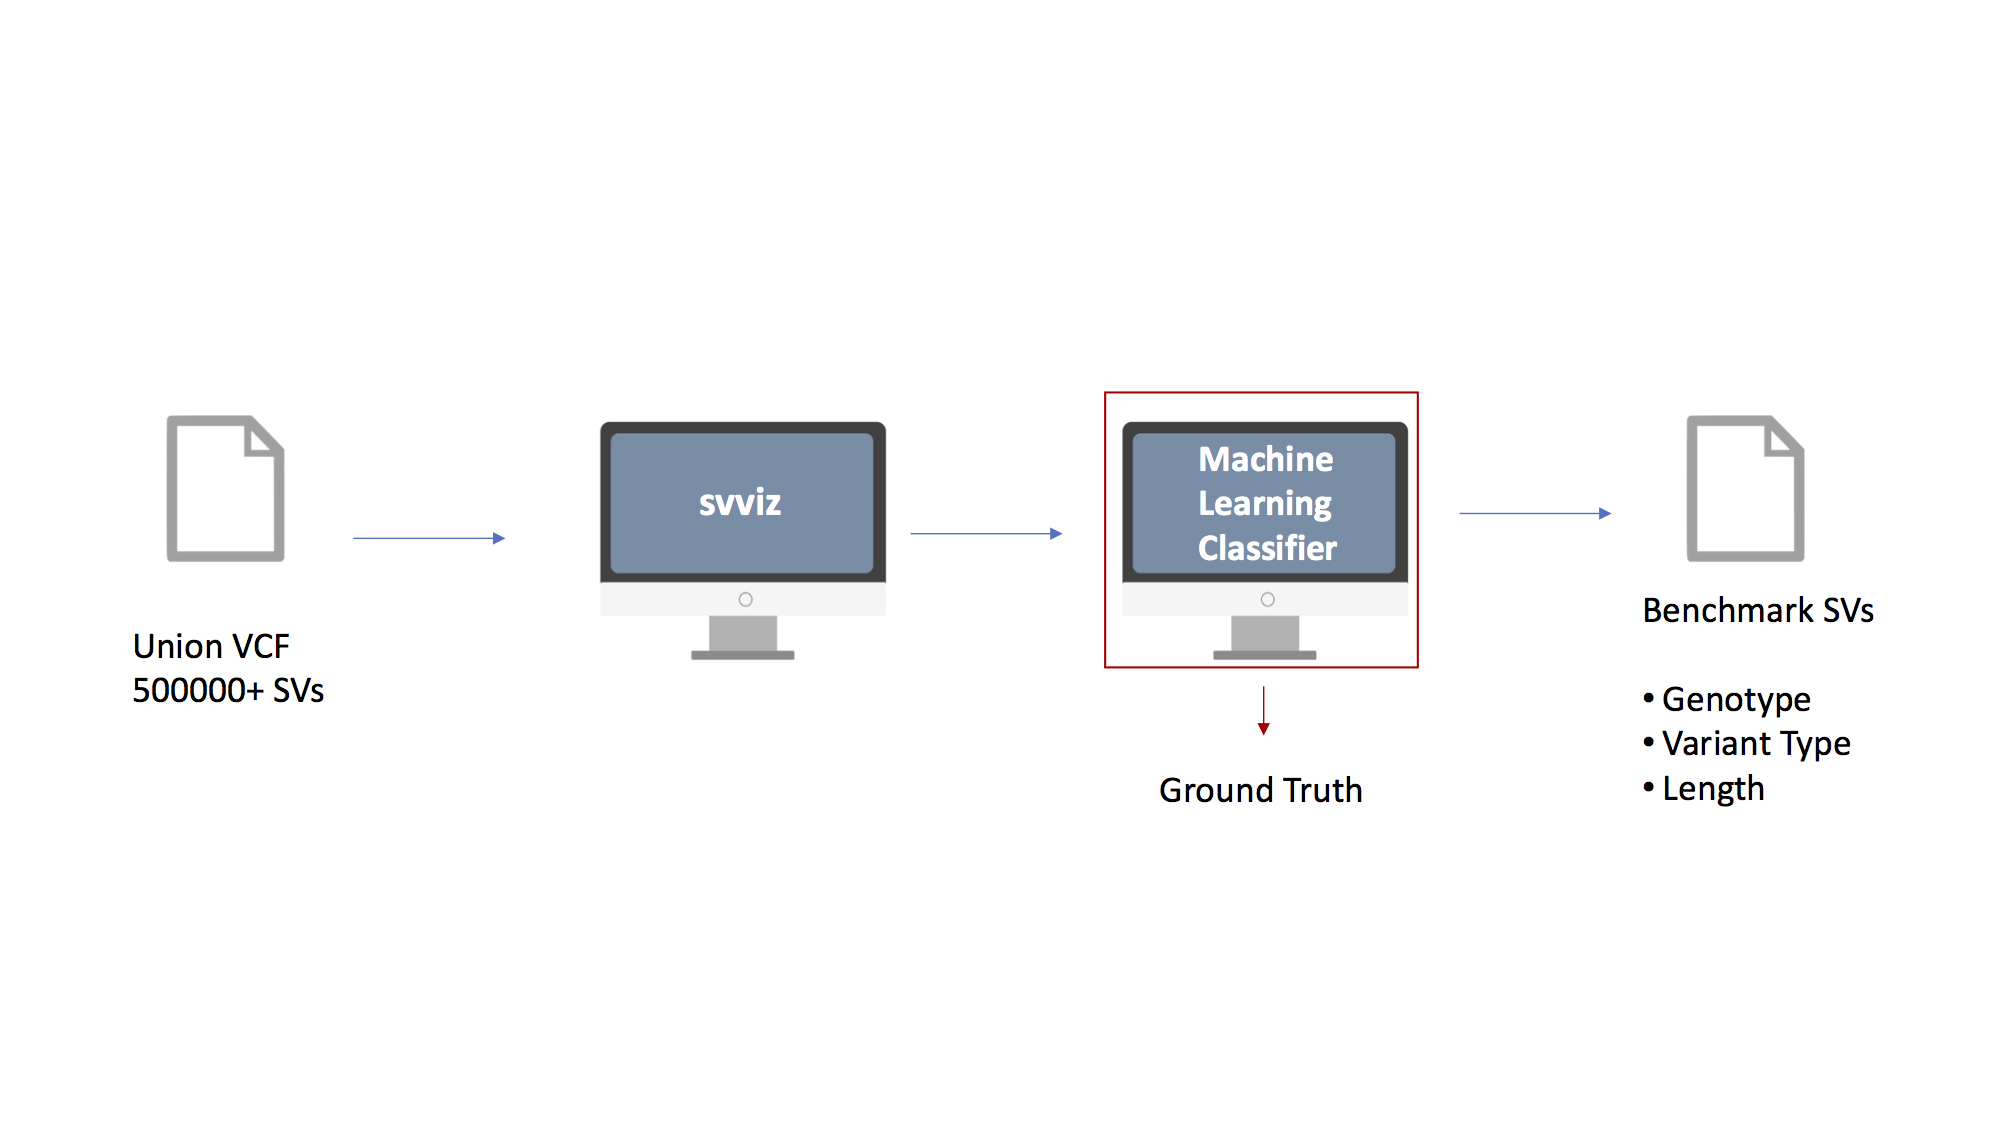 Union VCF
500000+ SVs
svviz
Machine
Learning
Classifier
Ground Truth
Benchmark SVs
• Genotype
• Variant Type
• Length